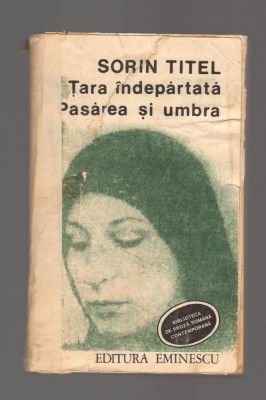 SORIN TITEL
Țara îndepărtată
Pasărea și umbra
BIBLIOTECA
DE PROZĂ ROMÂNĂ
CONTEMPORANĂ
EDITURA EMINESCU